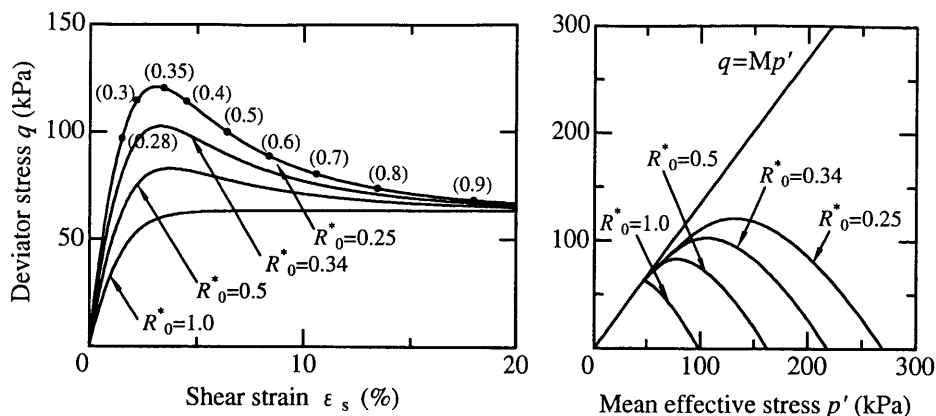 150
100
50
0
Deviator stress q (kPa)
(0.3)
(0.35)
(0.4)
(0.5)
(0.28)
(0.6)
(0.7)
(0.8)
(0.9)
R*0=0.25
R*0=0.34
R*0=0.5
R*0=1.0
0
10
20
Shear strain ε s (%)
300
200
100
0
q=Mp'
R*0=0.5
R*0=0.34
R*0=1.0
R*0=0.25
0
100
200
300
Mean effective stress p' (kPa)